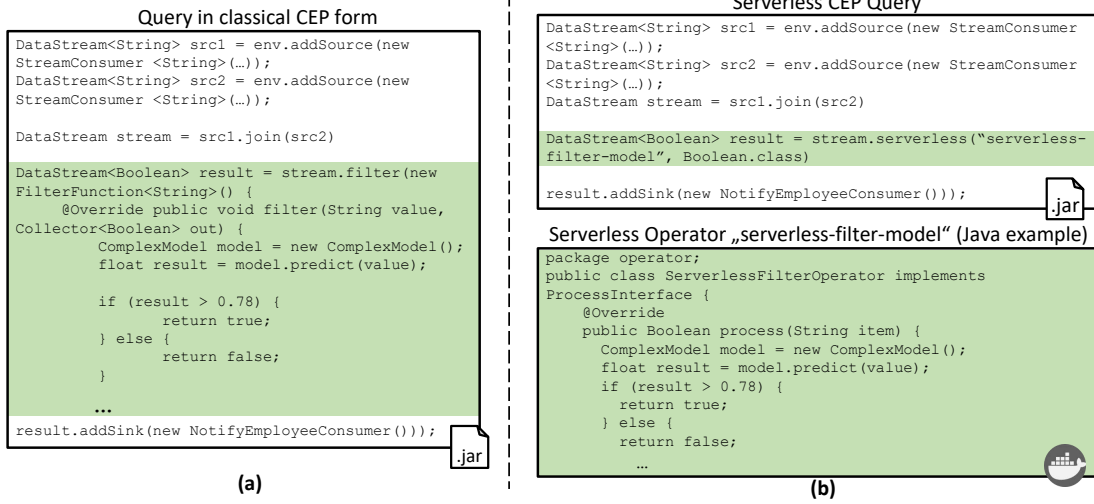 Query in classical CEP form
DataStream<String> src1 = env.addSource(new
StreamConsumer <String>(…));
DataStream<String> src2 = env.addSource(new
StreamConsumer <String>(…));
DataStream stream = src1.join(src2)
DataStream<Boolean> result = stream.filter(new
FilterFunction<String>() {
@Override public void filter(String value,
Collector<Boolean> out) {
ComplexModel model = new ComplexModel();
float result = model.predict(value);
if (result > 0.78) {
return true;
} else {
return false;
}
…
result.addSink(new NotifyEmployeeConsumer()));
.jar
(a)
Serverless CEP Query
DataStream<String> src1 = env.addSource(new StreamConsumer
<String>(…));
DataStream<String> src2 = env.addSource(new StreamConsumer
<String>(…));
DataStream stream = src1.join(src2)
DataStream<Boolean> result = stream.serverless(“serverless-
filter-model”, Boolean.class)
result.addSink(new NotifyEmployeeConsumer()));
.jar
Serverless Operator „serverless-filter-model“ (Java example)
package operator;
public class ServerlessFilterOperator implements
ProcessInterface {
@Override
public Boolean process(String item) {
ComplexModel model = new ComplexModel();
float result = model.predict(value);
if (result > 0.78) {
return true;
} else {
return false;
…
(b)